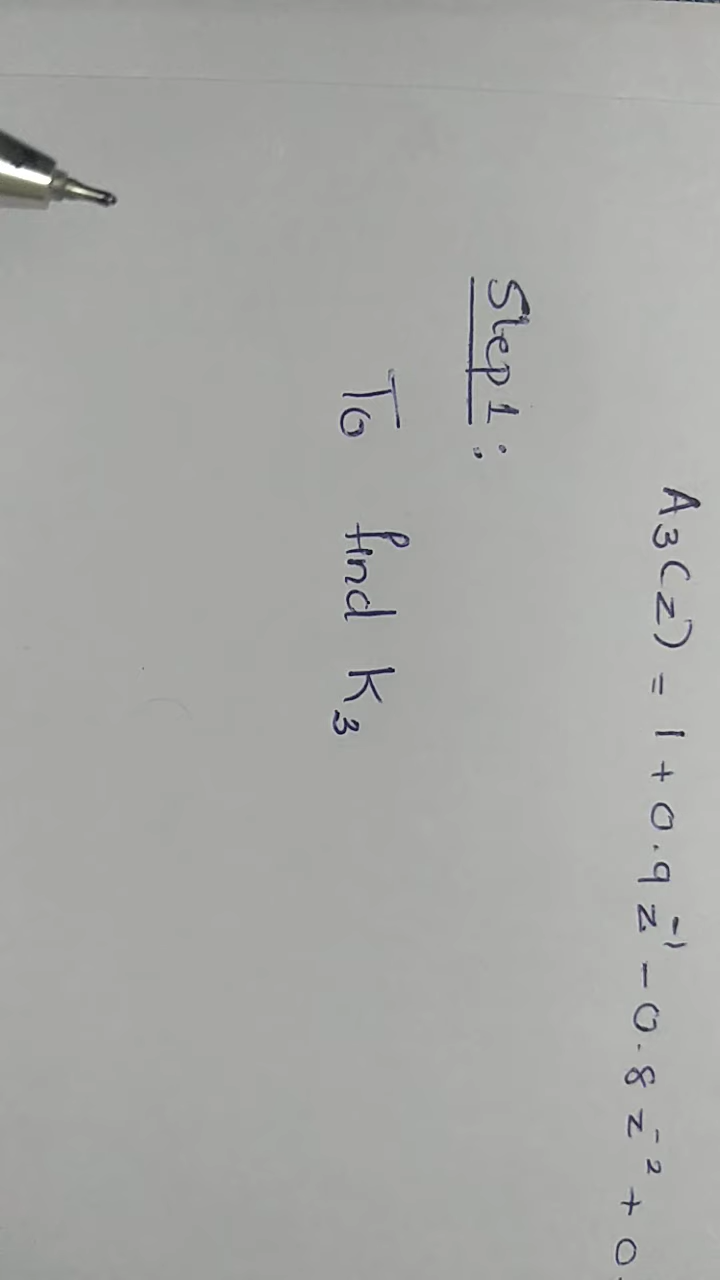 A₃(z) = 1 + 0.9 z⁻¹ - 0.8 z⁻² + 0.
Step 1:
To find K₃